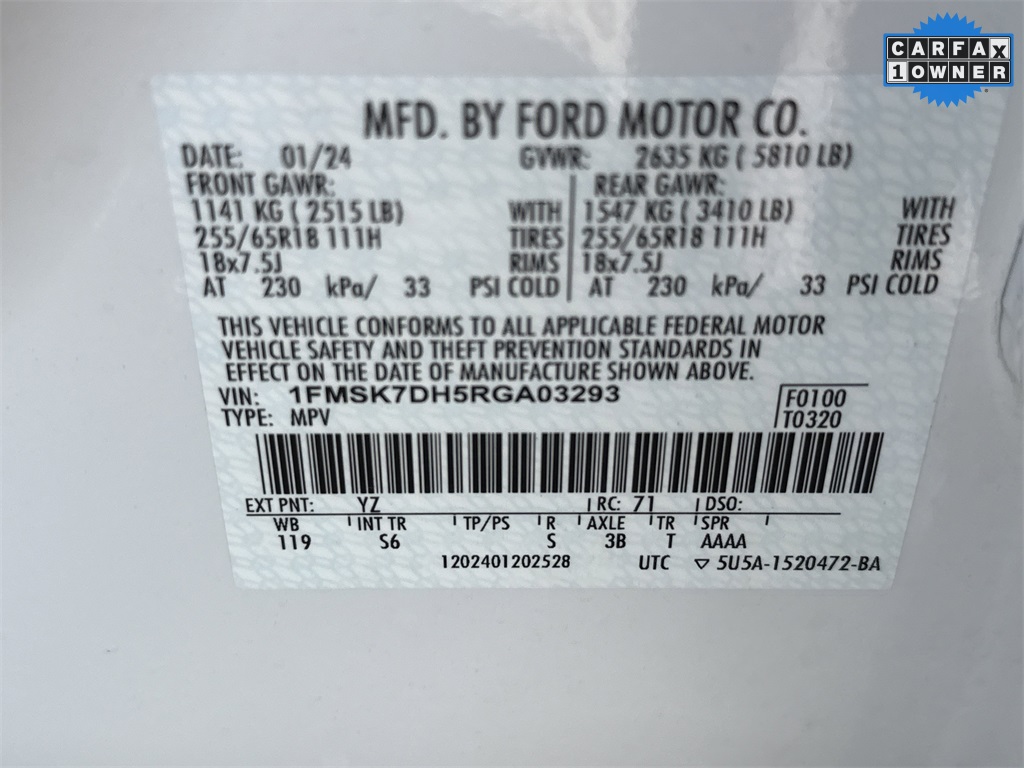 CARFAX
1 OWNER
MFD. BY FORD MOTOR CO.
DATE: 01/24 GVWR: 2635 KG ( 5810 LB)
FRONT GAWR: REAR GAWR:
1141 KG ( 2515 LB) WITH 1547 KG ( 3410 LB) WITH
255/65R18 111H TIRES 255/65R18 111H TIRES
18x7.5J RIMS 18x7.5J RIMS
AT 230 kPa/ 33 PSI COLD AT 230 kPa/ 33 PSI COLD
THIS VEHICLE CONFORMS TO ALL APPLICABLE FEDERAL MOTOR
VEHICLE SAFETY AND THEFT PREVENTION STANDARDS IN
EFFECT ON THE DATE OF MANUFACTURE SHOWN ABOVE.
VIN: 1FMSK7DH5RGA03293 F0100
TYPE: MPV T0320
EXT PNT: YZ RC: 71 DSO:
WB INT TR TP/PS R AXLE TR SPR
119 S6 S 3B T AAAA
1202401202528 UTC ▽ 5U5A-1520472-BA